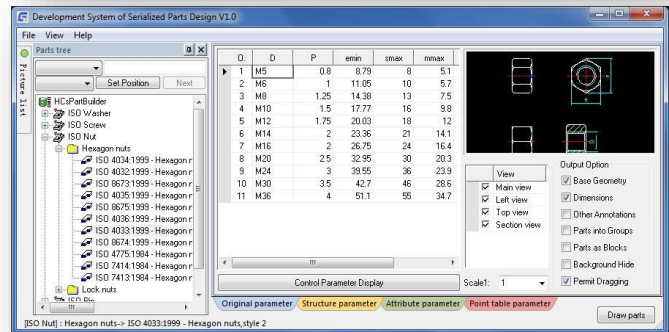 Development System of Serialized Parts Design V1.0
File View Help
Parts tree
Picture list
Set Position Next
HCsPartBuilder
ISO Washer
ISO Screw
ISO Nut
Hexagon nuts
ISO 4034:1999 - Hexagon r
ISO 4032:1999 - Hexagon r
ISO 8673:1999 - Hexagon r
ISO 4035:1999 - Hexagon r
ISO 8675:1999 - Hexagon r
ISO 4036:1999 - Hexagon r
ISO 4033:1999 - Hexagon r
ISO 8674:1999 - Hexagon r
ISO 4775:1984 - Hexagon r
ISO 7414:1984 - Hexagon r
ISO 7413:1984 - Hexagon r
Lock nuts
ISO Pin
O. D P emin smax mmax
1 M5 0.8 8.79 8 5.1
2 M6 1 11.05 10 5.7
3 M8 1.25 14.38 13 7.5
4 M10 1.5 17.77 16 9.8
5 M12 1.75 20.03 18 12
6 M14 2 23.36 21 14.1
7 M16 2 26.75 24 16.4
8 M20 2.5 32.95 30 20.3
9 M24 3 39.55 36 23.9
10 M30 3.5 42.7 46 28.6
11 M36 4 51.1 55 34.7
Control Parameter Display
View
Main view
Left view
Top view
Section view
Scale1: 1
Output Option
Base Geometry
Dimensions
Other Annotations
Parts into Groups
Parts as Blocks
Background Hide
Permit Dragging
Original parameter Structure parameter Attribute parameter Point table parameter
Draw parts
[ISO Nut] : Hexagon nuts-> ISO 4033:1999 - Hexagon nuts,style 2